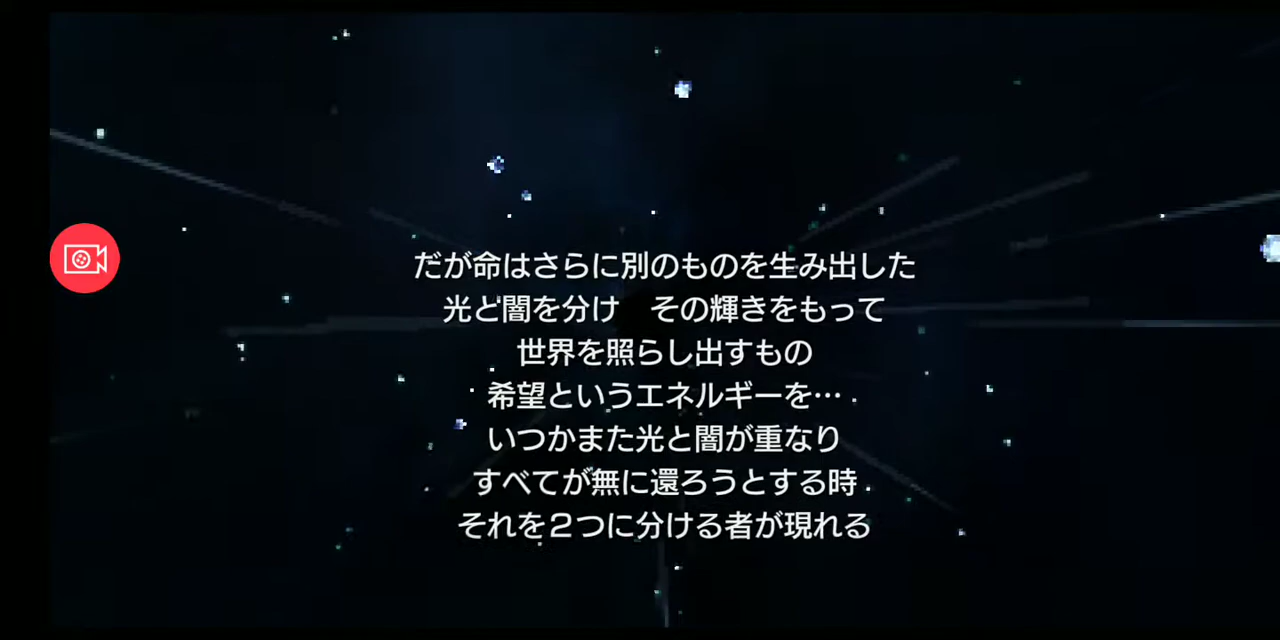 だが命はさらに別のものを生み出した
光と闇を分け　その輝きをもって
世界を照らし出すもの
希望というエネルギーを…
いつかまた光と闇が重なり
すべてが無に還ろうとする時
それを２つに分ける者が現れる